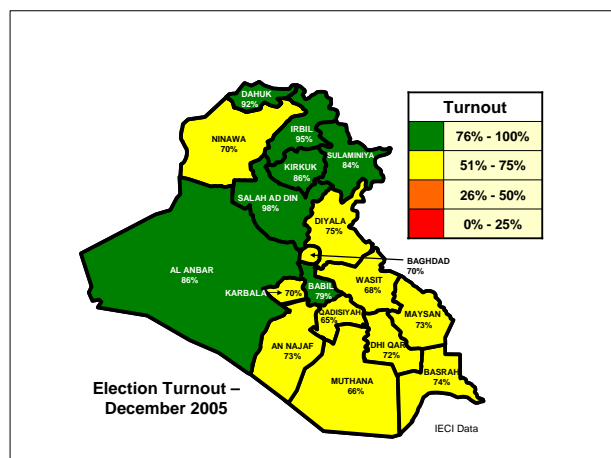 DAHUK
92%
NINAWA
70%
IRBIL
95%
SULAMINIYA
84%
KIRKUK
86%
SALAH AD DIN
98%
DIYALA
75%
BAGHDAD
70%
AL ANBAR
86%
KARBALA
70%
BABIL
79%
WASIT
68%
QADISIYAH
65%
MAYSAN
73%
AN NAJAF
73%
DHI QAR
72%
BASRAH
74%
MUTHANA
66%
Turnout
76% - 100%
51% - 75%
26% - 50%
0% - 25%
Election Turnout –
December 2005
IECI Data